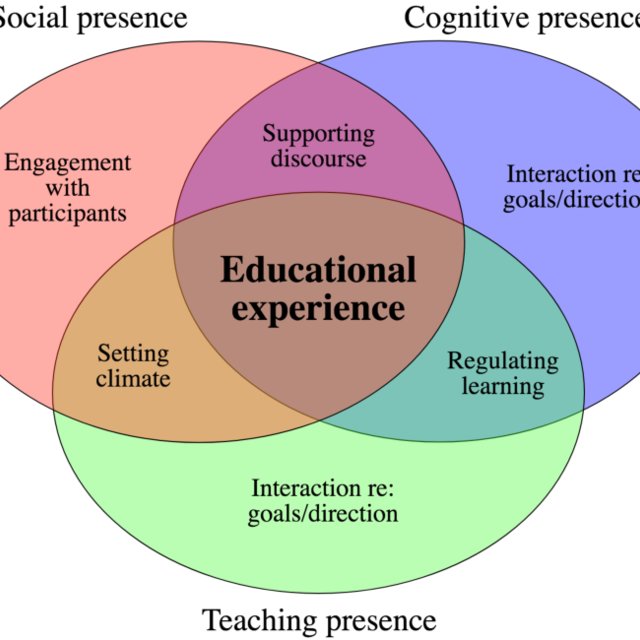 Social presence
Cognitive presence
Supporting
discourse
Engagement
with
participants
Interaction re
goals/directio
Educational
experience
Setting
climate
Regulating
learning
Interaction re:
goals/direction
Teaching presence